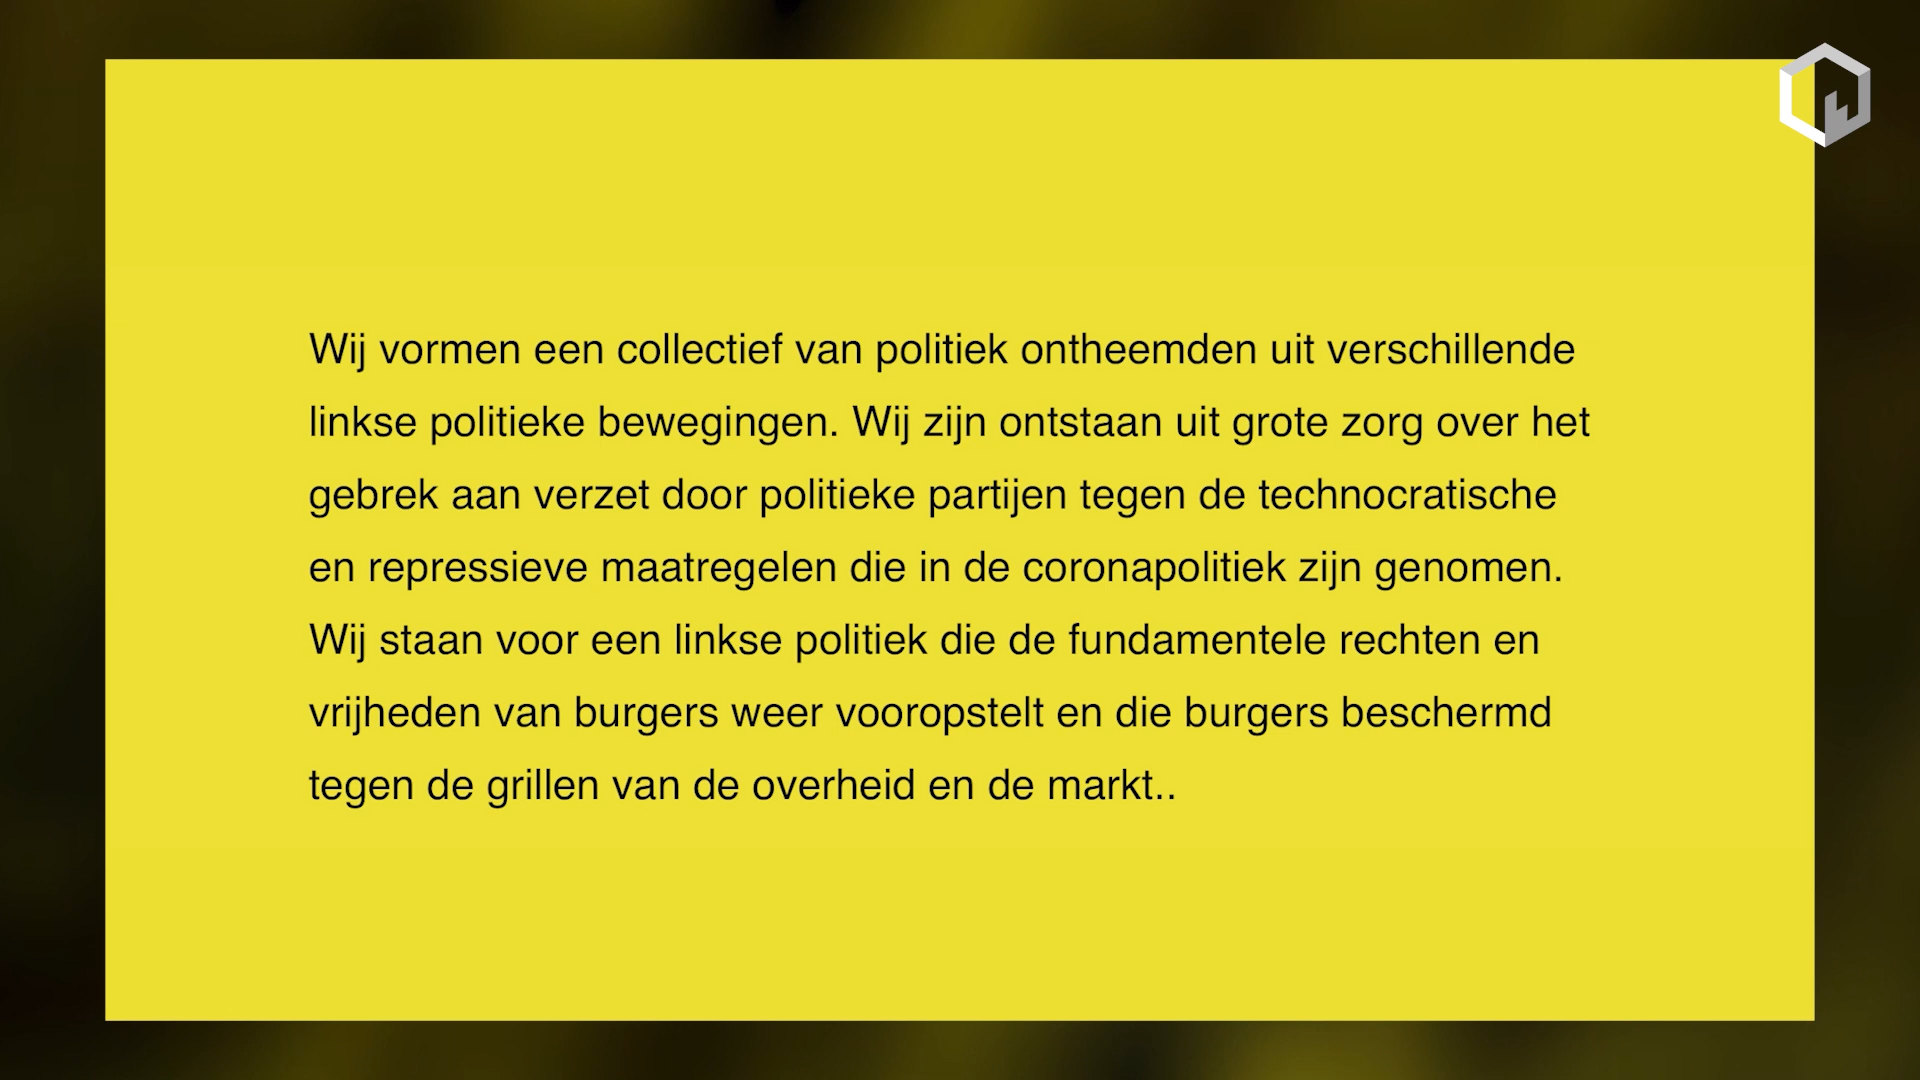 Wij vormen een collectief van politiek ontheemden uit verschillende
linkse politieke bewegingen. Wij zijn ontstaan uit grote zorg over het
gebrek aan verzet door politieke partijen tegen de technocratische
en repressieve maatregelen die in de coronapolitiek zijn genomen.
Wij staan voor een linkse politiek die de fundamentele rechten en
vrijheden van burgers weer vooropstelt en die burgers beschermd
tegen de grillen van de overheid en de markt..